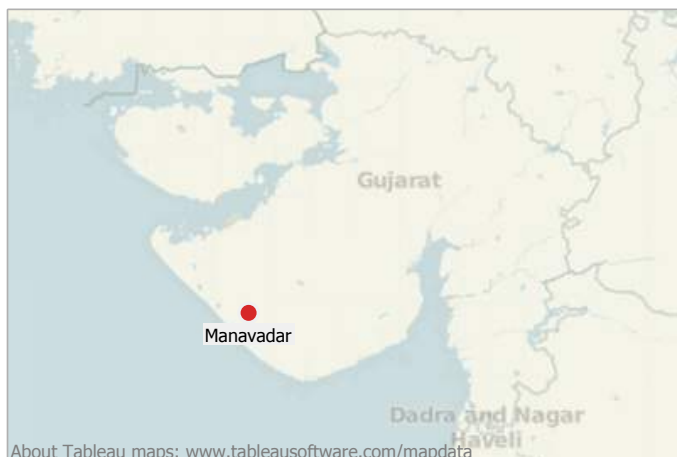 Gujarat
Manavadar
Dadra and Nagar
Haveli
About Tableau maps: www.tableausoftware.com/mapdata